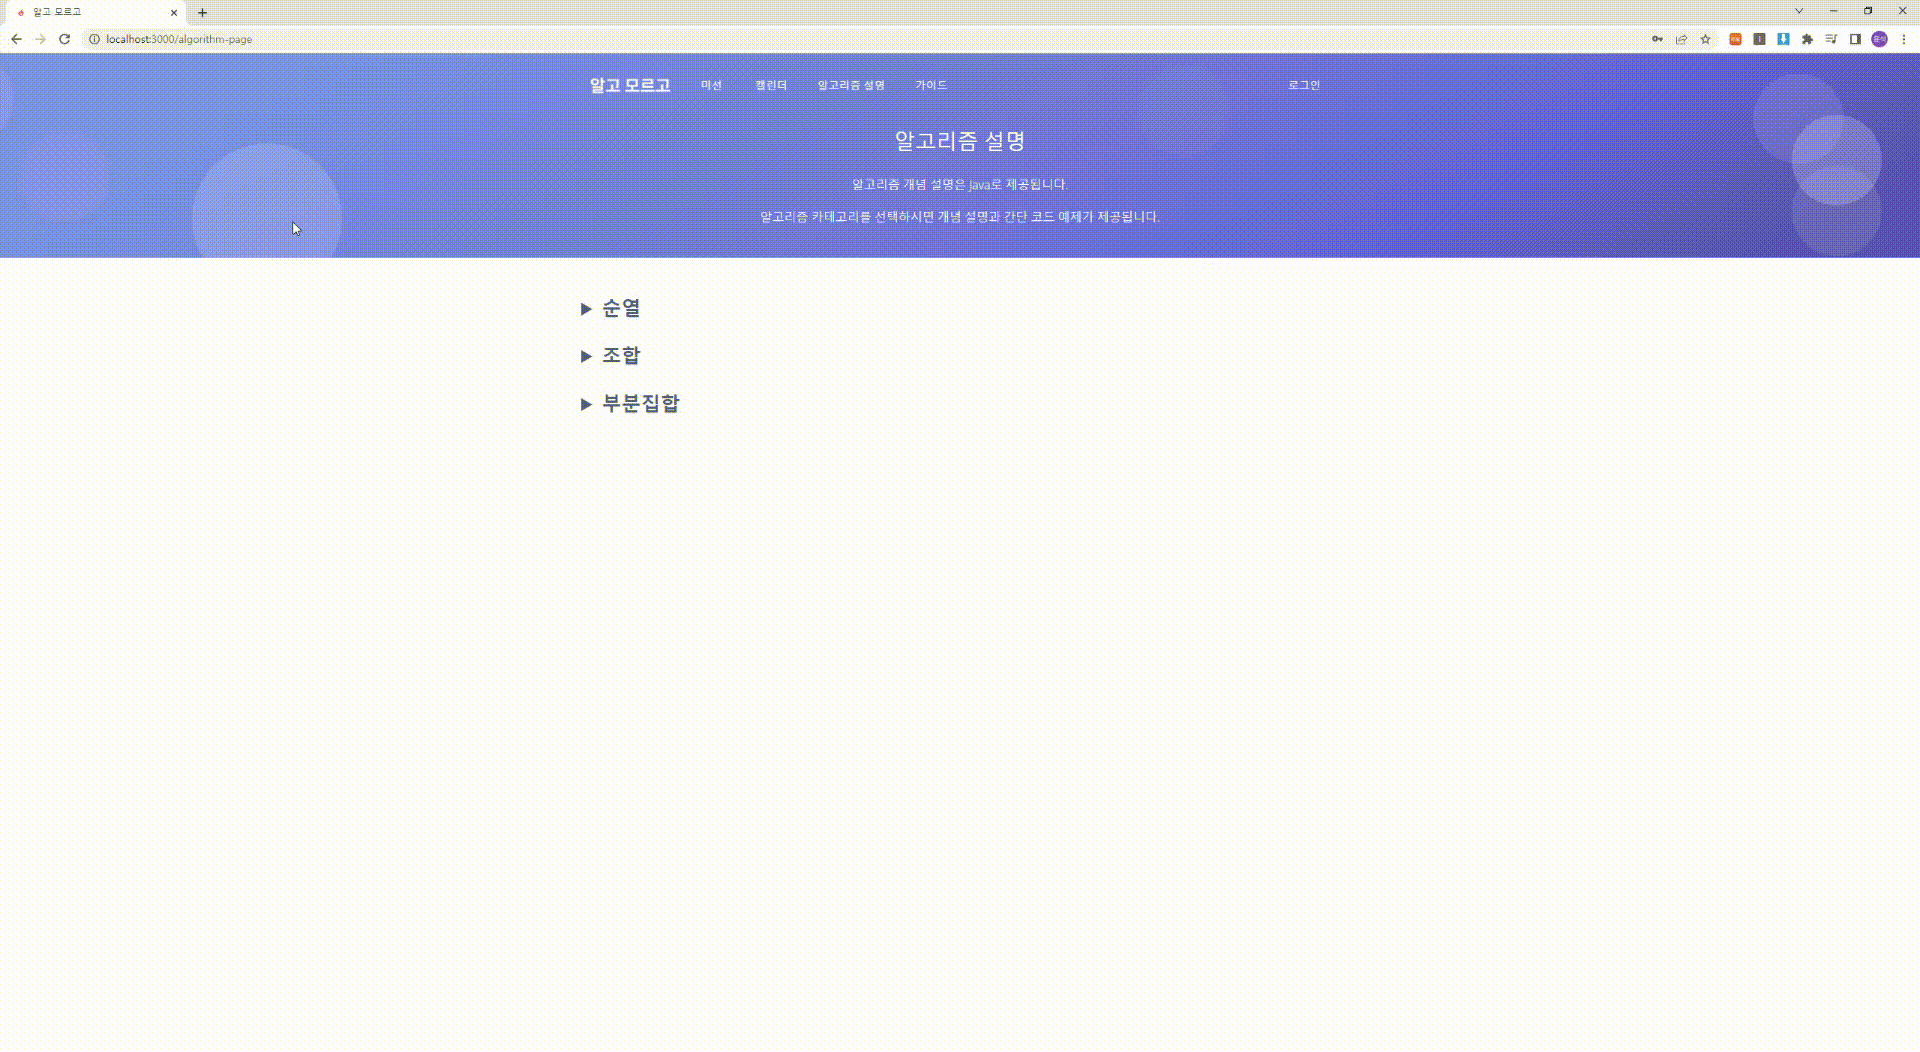 알고 모르고
localhost:3000/algorithm-page
알고 모르고 미션 캘린더 알고리즘 설명 가이드 로그인
알고리즘 설명
알고리즘 개념 설명은 Java로 제공됩니다.
알고리즘 카테고리를 선택하시면 개념 설명과 간단 코드 예제가 제공됩니다.
▶ 순열
▶ 조합
▶ 부분집합